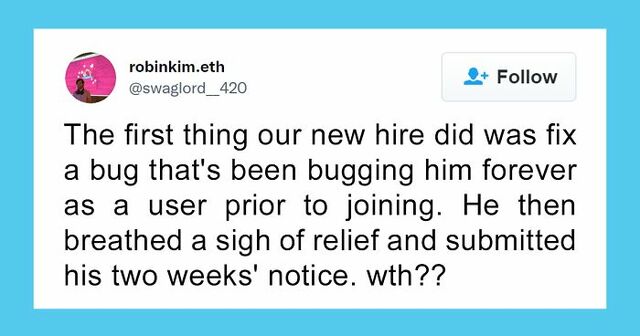 robinkim.eth
@swaglord__420
Follow
The first thing our new hire did was fix
a bug that's been bugging him forever
as a user prior to joining. He then
breathed a sigh of relief and submitted
his two weeks' notice. wth??